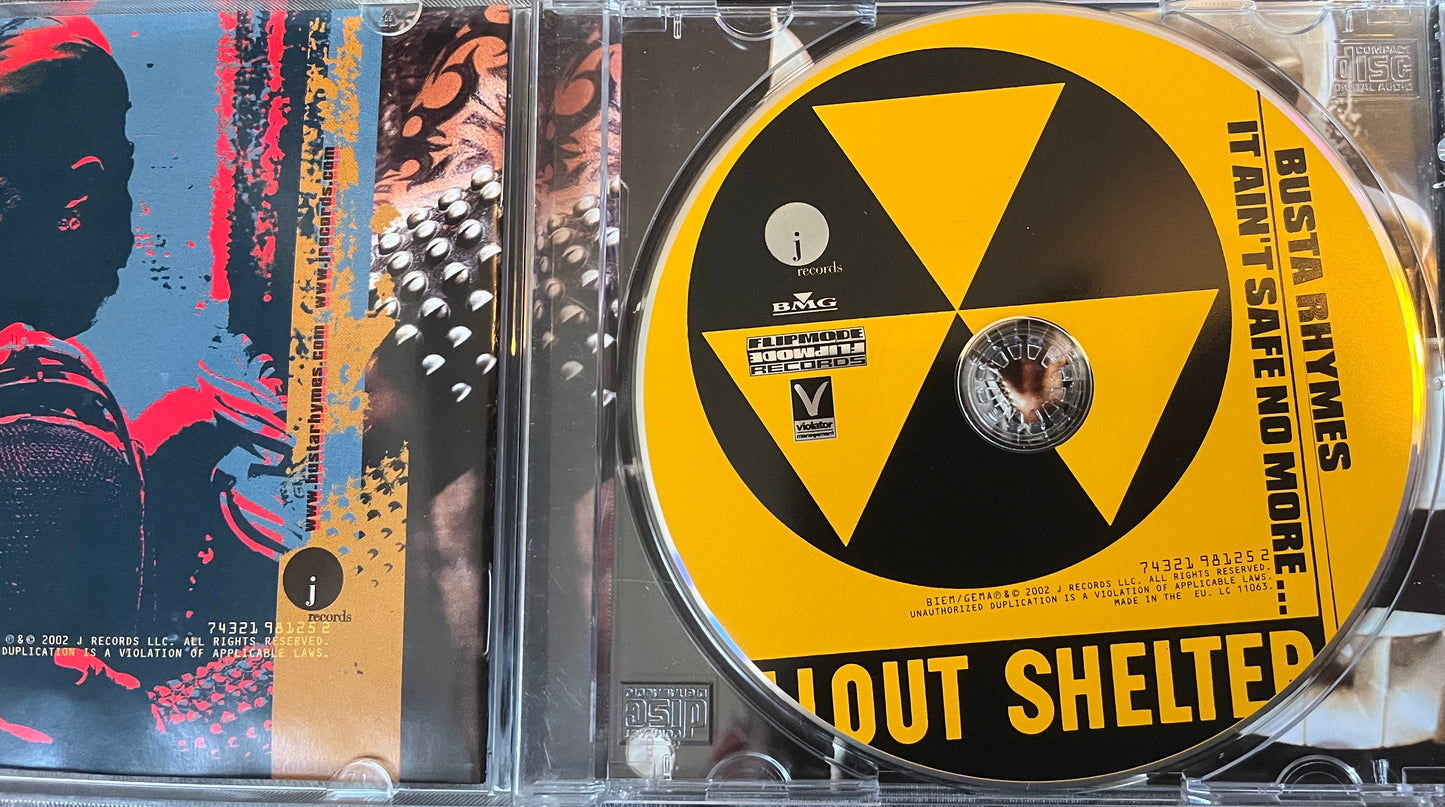 www.bustarhymes.com www.jrecords.com
j
records
74321 98125 2
℗&© 2002 J RECORDS LLC. ALL RIGHTS RESERVED.
DUPLICATION IS A VIOLATION OF APPLICABLE LAWS.
COMPACT
disc
DIGITAL AUDIO
BUSTA RHYMES
IT AIN'T SAFE NO MORE...
j
records
BMG
FLIPMODE
FLIPMODE
RECORDS
violator
management
74321 98125 2
BIEM/GEMA℗&© 2002 J RECORDS LLC. ALL RIGHTS RESERVED.
UNAUTHORIZED DUPLICATION IS A VIOLATION OF APPLICABLE LAWS.
MADE IN THE EU. LC 11063.
LLOUT SHELTER
disc